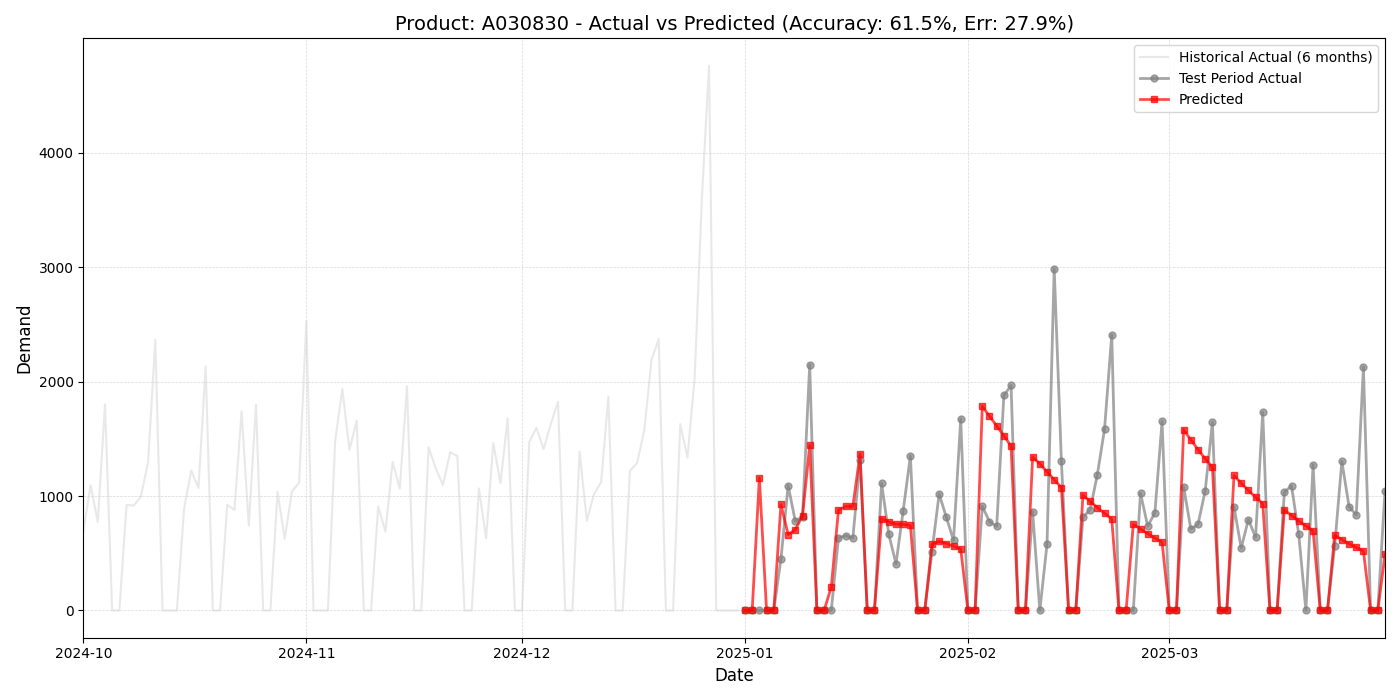 Product: A030830 - Actual vs Predicted (Accuracy: 61.5%, Err: 27.9%)
Historical Actual (6 months)
Test Period Actual
Predicted
Demand
4000
3000
2000
1000
0
2024-10
2024-11
2024-12
2025-01
2025-02
2025-03
Date